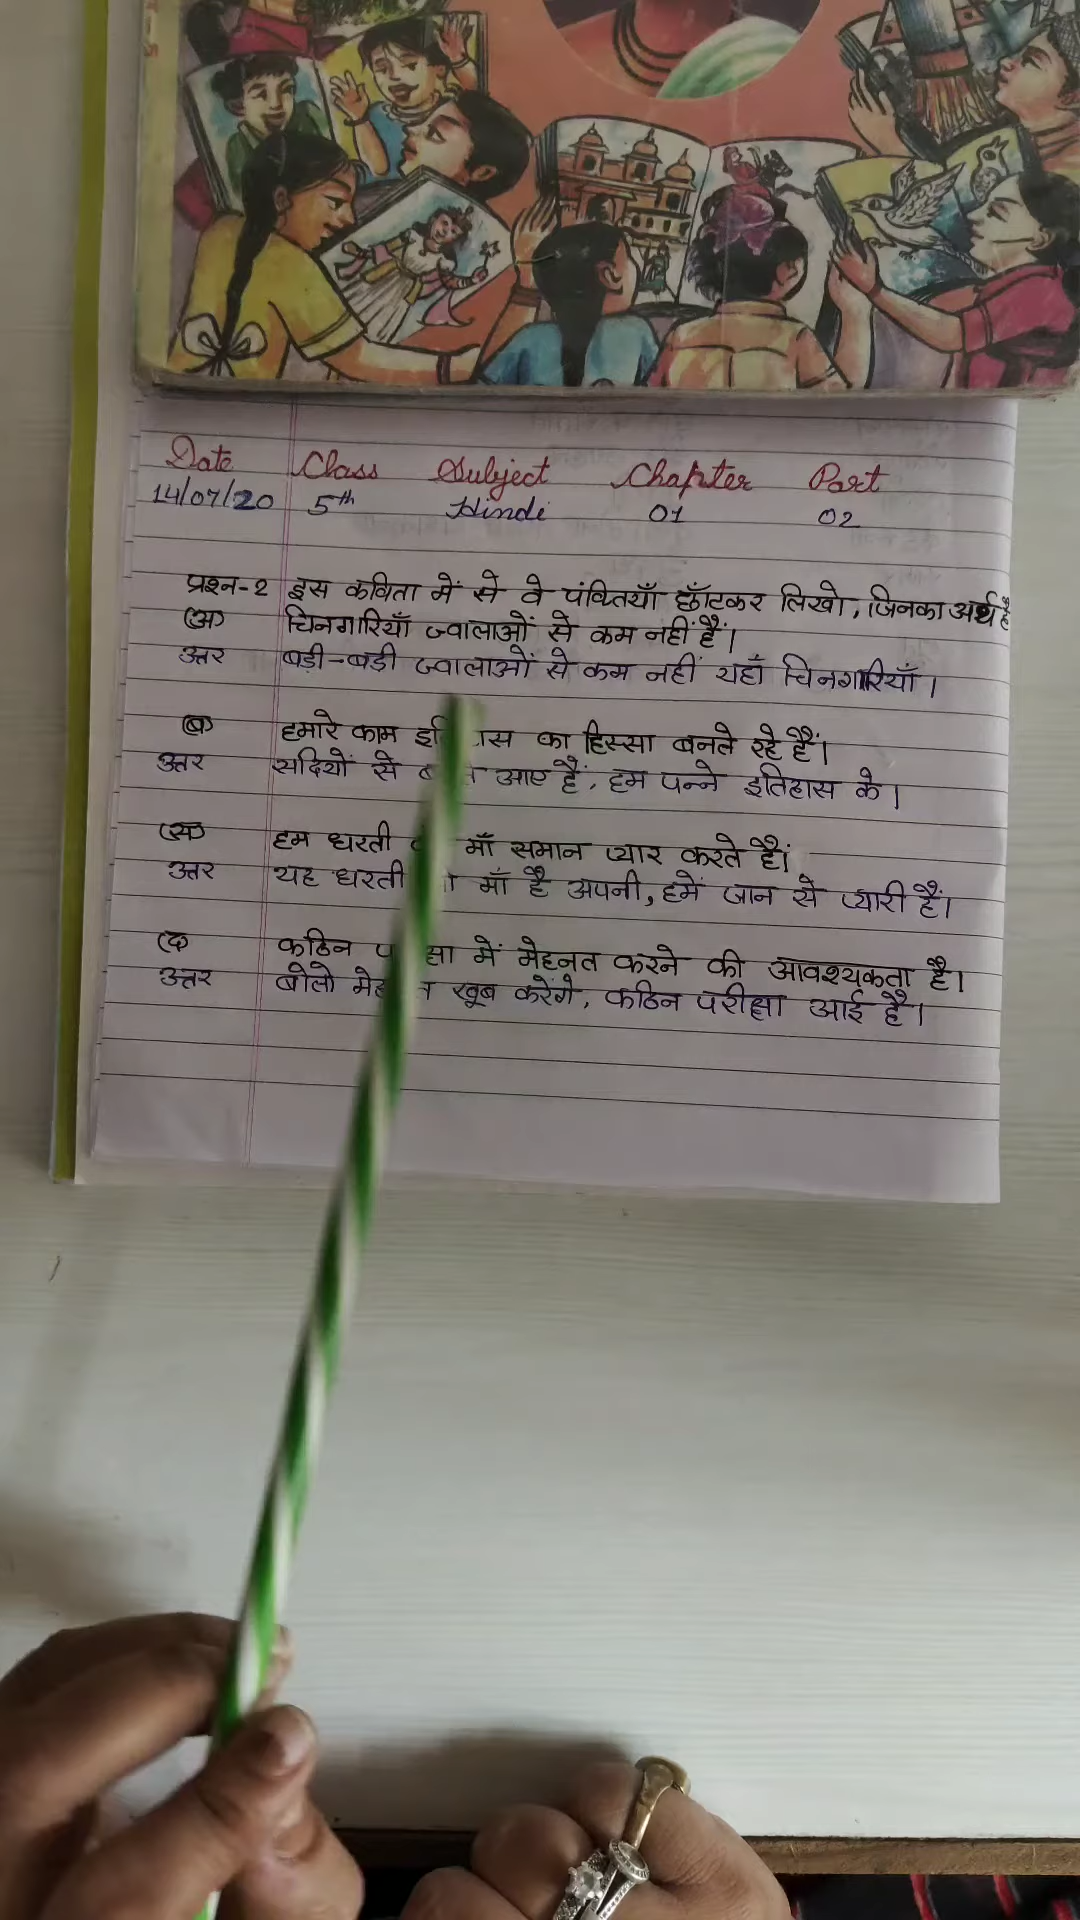 Date Class Subject Chapter Part
14/07/20 5th Hindi 01 02
प्रश्न-2 इस कविता में से वे पंक्तियाँ छाँटकर लिखो, जिनका अर्थ है
(अ) चिनगारियाँ ज्वालाओं से कम नहीं हैं।
उत्तर बड़ी-बड़ी ज्वालाओं से कम नहीं यहाँ चिनगारियाँ।
(ब) हमारे काम का हिस्सा बनते रहे हैं।
उत्तर सदियों से आए हैं, हम पन्ने इतिहास के।
(स) हम धरती माँ समान प्यार करते हैं।
उत्तर यह धरती माँ है अपनी, हमें जान से प्यारी हैं।
(द) कठिन में मेहनत करने की आवश्यकता है।
उत्तर बोलो खूब करेंगे, कठिन परीक्षा आई है।